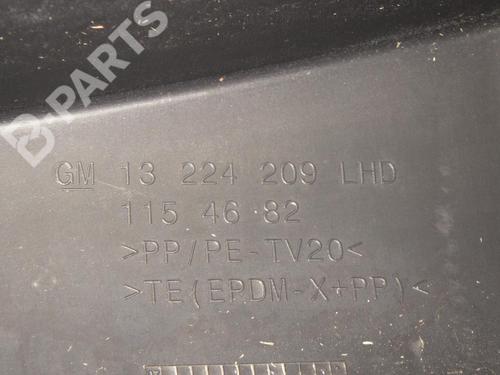 B-PARTS
GM 13 224 209 LHD
115 46 82
>PP/PE-TV20<
>TE(EPDM-X+PP)<